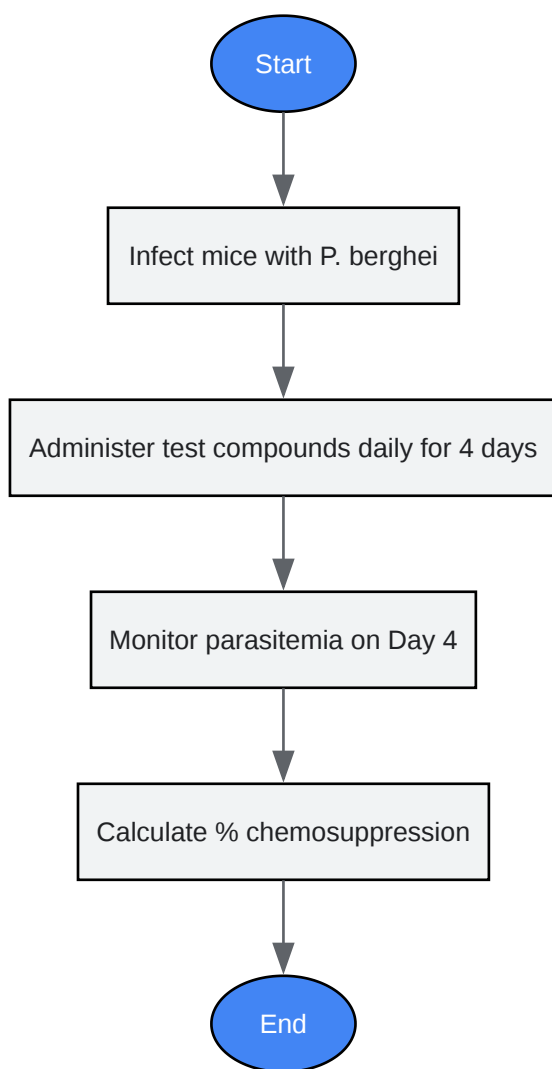 Start
Infect mice with P. berghei
Administer test compounds daily for 4 days
Monitor parasitemia on Day 4
Calculate % chemosuppression
End